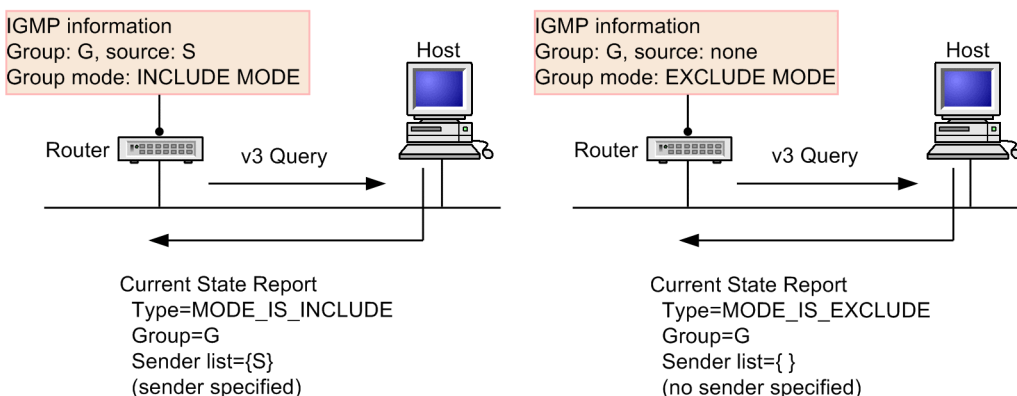 IGMP information
Group: G, source: S
Group mode: INCLUDE MODE
Host
Router
v3 Query
Current State Report
Type=MODE_IS_INCLUDE
Group=G
Sender list={S}
(sender specified)
IGMP information
Group: G, source: none
Group mode: EXCLUDE MODE
Host
Router
v3 Query
Current State Report
Type=MODE_IS_EXCLUDE
Group=G
Sender list={ }
(no sender specified)